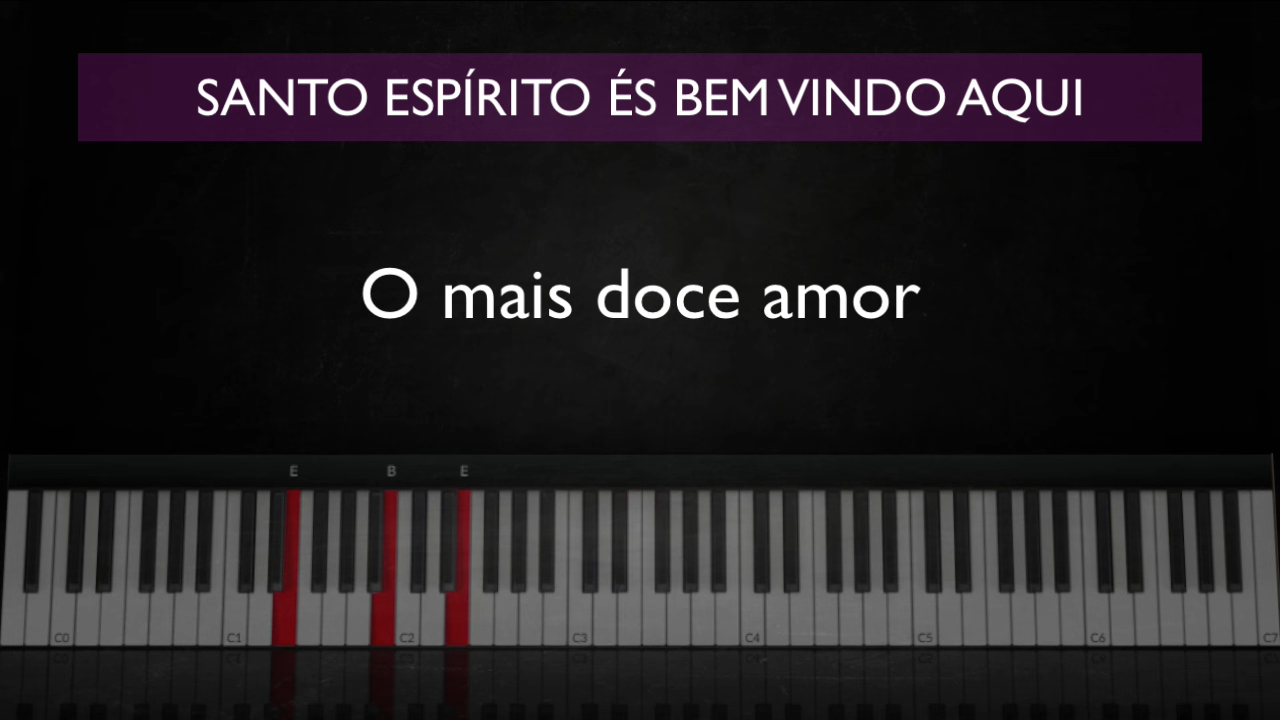 SANTO ESPÍRITO ÉS BEM VINDO AQUI
O mais doce amor
E B E
C0 C1 C2 C3 C4 C5 C6 C7